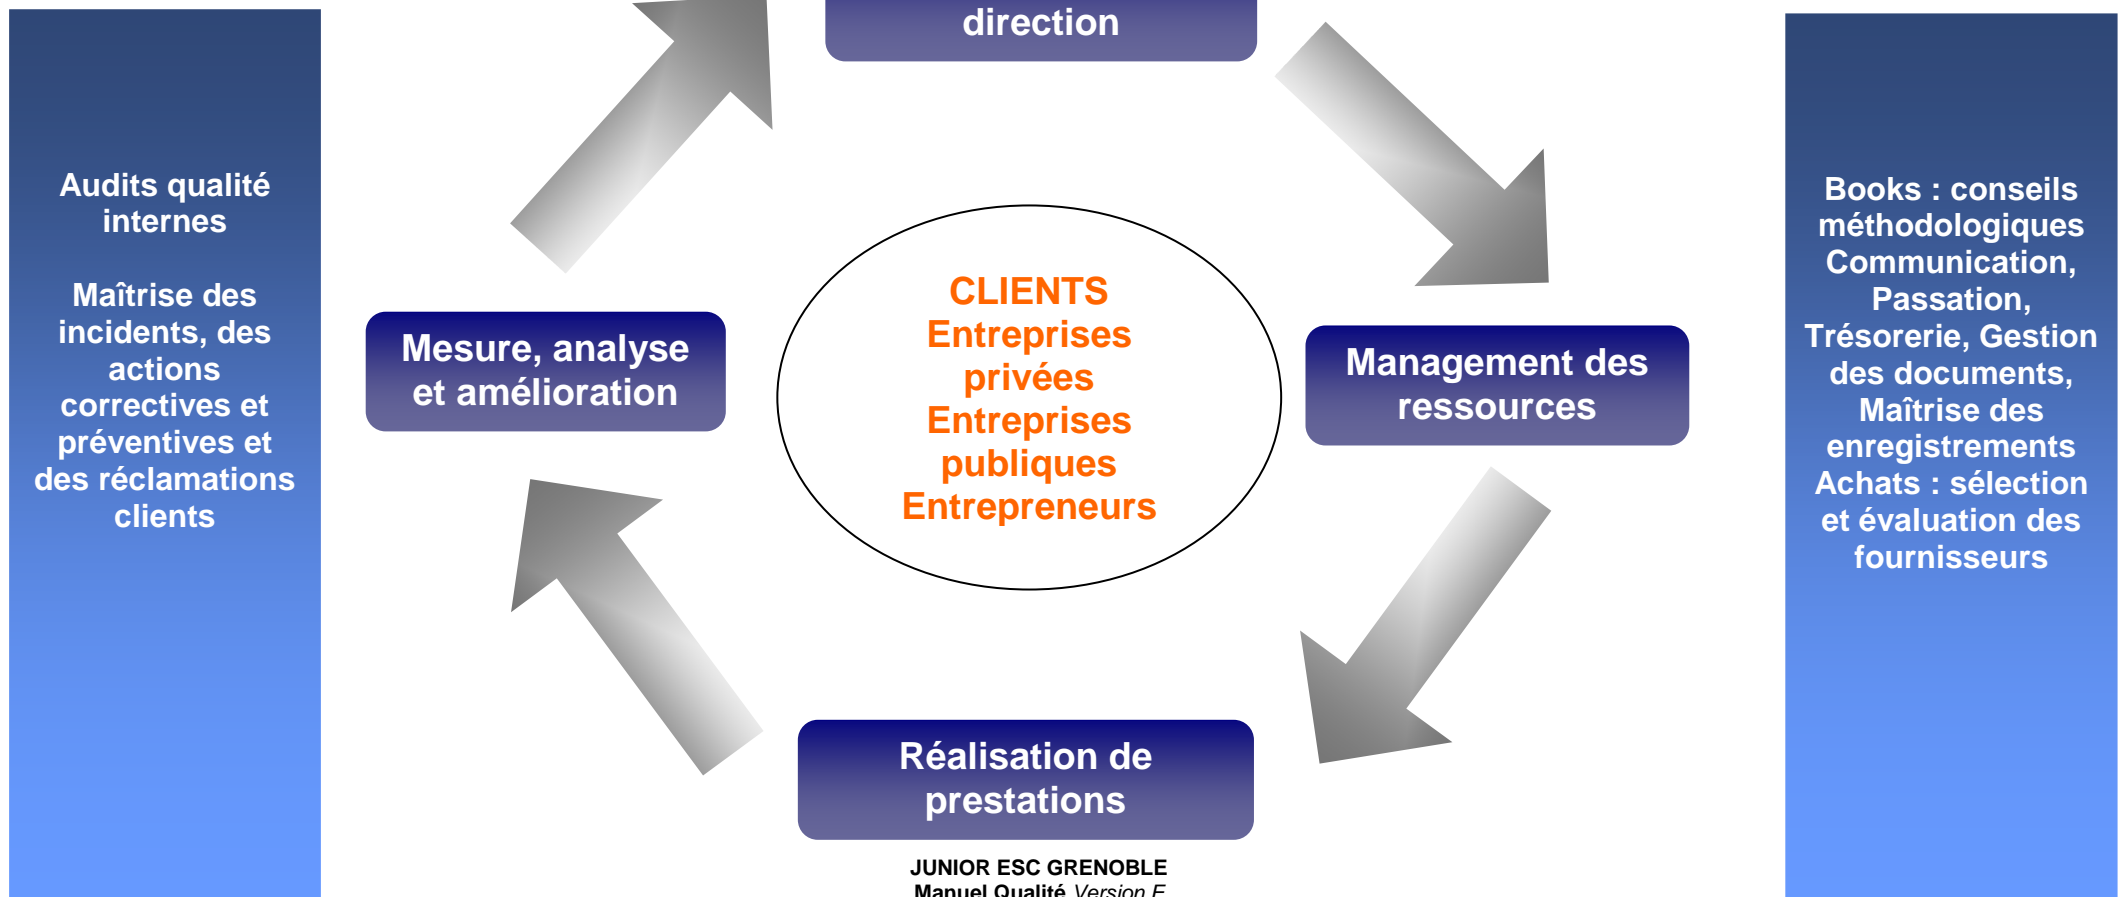 direction
Audits qualité
internes
Maîtrise des
incidents, des
actions
correctives et
préventives et
des réclamations
clients
Mesure, analyse
et amélioration
CLIENTS
Entreprises
privées
Entreprises
publiques
Entrepreneurs
Management des
ressources
Books : conseils
méthodologiques
Communication,
Passation,
Trésorerie, Gestion
des documents,
Maîtrise des
enregistrements
Achats : sélection
et évaluation des
fournisseurs
Réalisation de
prestations
JUNIOR ESC GRENOBLE
Manuel Qualité Version